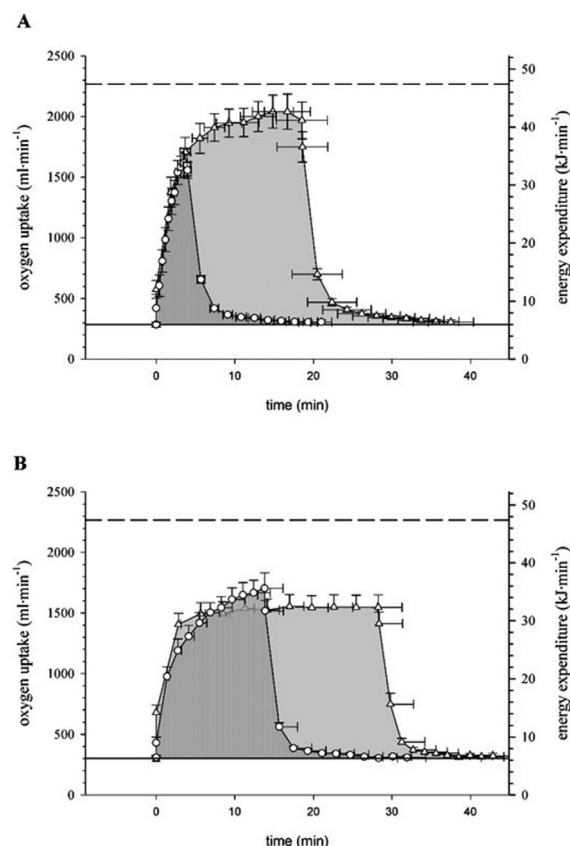 A
2500
2000
1500
1000
500
0
oxygen uptake (ml·min⁻¹)
50
40
30
20
10
0
energy expenditure (kJ·min⁻¹)
0 10 20 30 40
time (min)
B
2500
2000
1500
1000
500
0
oxygen uptake (ml·min⁻¹)
50
40
30
20
10
0
energy expenditure (kJ·min⁻¹)
0 10 20 30 40
time (min)